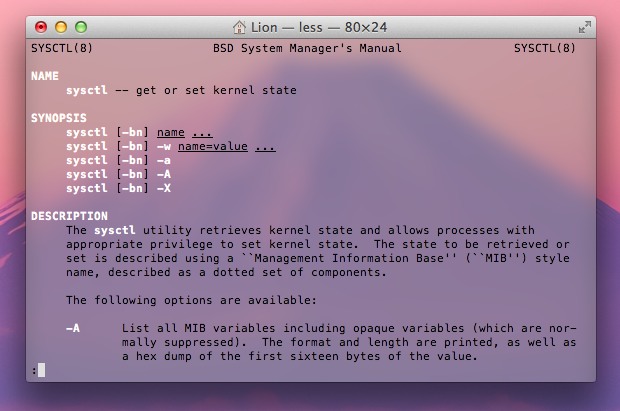 Lion — less — 80×24
SYSCTL(8) BSD System Manager's Manual SYSCTL(8)
NAME
sysctl -- get or set kernel state
SYNOPSIS
sysctl [-bn] name ...
sysctl [-bn] -w name=value ...
sysctl [-bn] -a
sysctl [-bn] -A
sysctl [-bn] -X
DESCRIPTION
The sysctl utility retrieves kernel state and allows processes with
appropriate privilege to set kernel state.  The state to be retrieved or
set is described using a ``Management Information Base'' (``MIB'') style
name, described as a dotted set of components.
The following options are available:
-A List all MIB variables including opaque variables (which are nor-
mally suppressed).  The format and length are printed, as well as
a hex dump of the first sixteen bytes of the value.
: